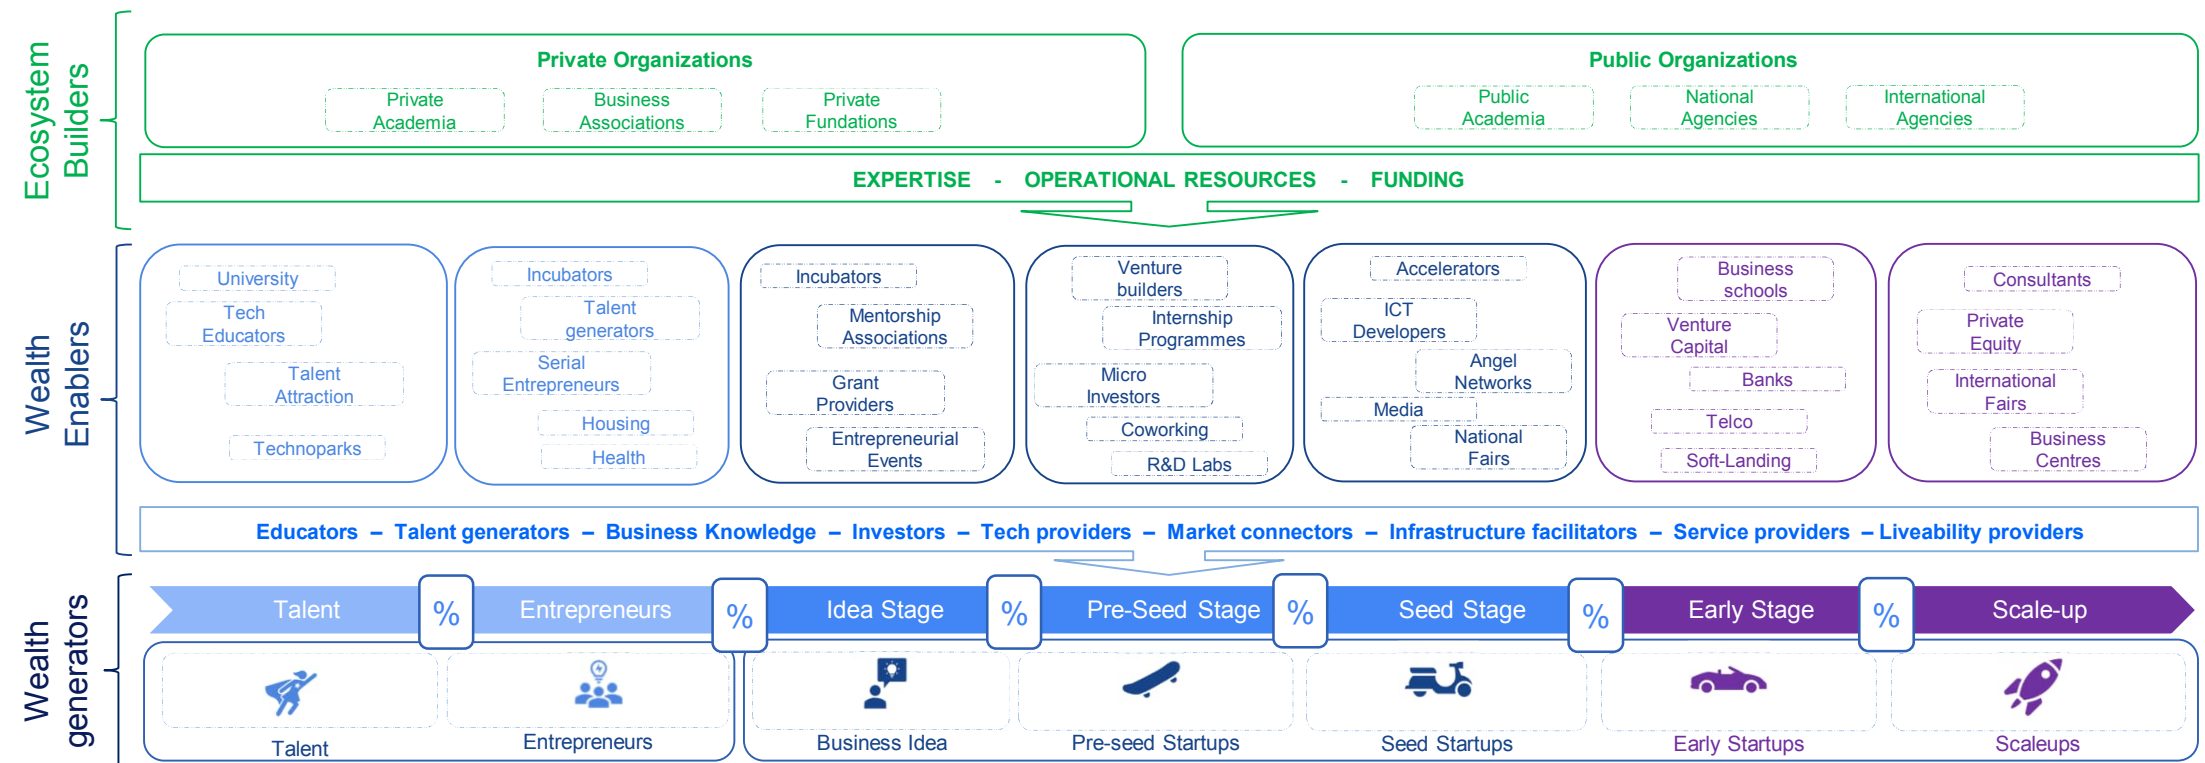 Ecosystem
Builders
Private Organizations
Private
Academia
Business
Associations
Private
Fundations
Public Organizations
Public
Academia
National
Agencies
International
Agencies
EXPERTISE - OPERATIONAL RESOURCES - FUNDING
Wealth
Enablers
University
Tech
Educators
Talent
Attraction
Technoparks
Incubators
Talent
generators
Serial
Entrepreneurs
Housing
Health
Incubators
Mentorship
Associations
Grant
Providers
Entrepreneurial
Events
Venture
builders
Internship
Programmes
Micro
Investors
Coworking
R&D Labs
Accelerators
ICT
Developers
Angel
Networks
Media
National
Fairs
Business
schools
Venture
Capital
Banks
Telco
Soft-Landing
Consultants
Private
Equity
International
Fairs
Business
Centres
Educators – Talent generators – Business Knowledge – Investors – Tech providers – Market connectors – Infrastructure facilitators – Service providers – Liveability providers
Wealth
generators
Talent
%
Entrepreneurs
%
Idea Stage
%
Pre-Seed Stage
%
Seed Stage
%
Early Stage
%
Scale-up
Talent
Entrepreneurs
Business Idea
Pre-seed Startups
Seed Startups
Early Startups
Scaleups